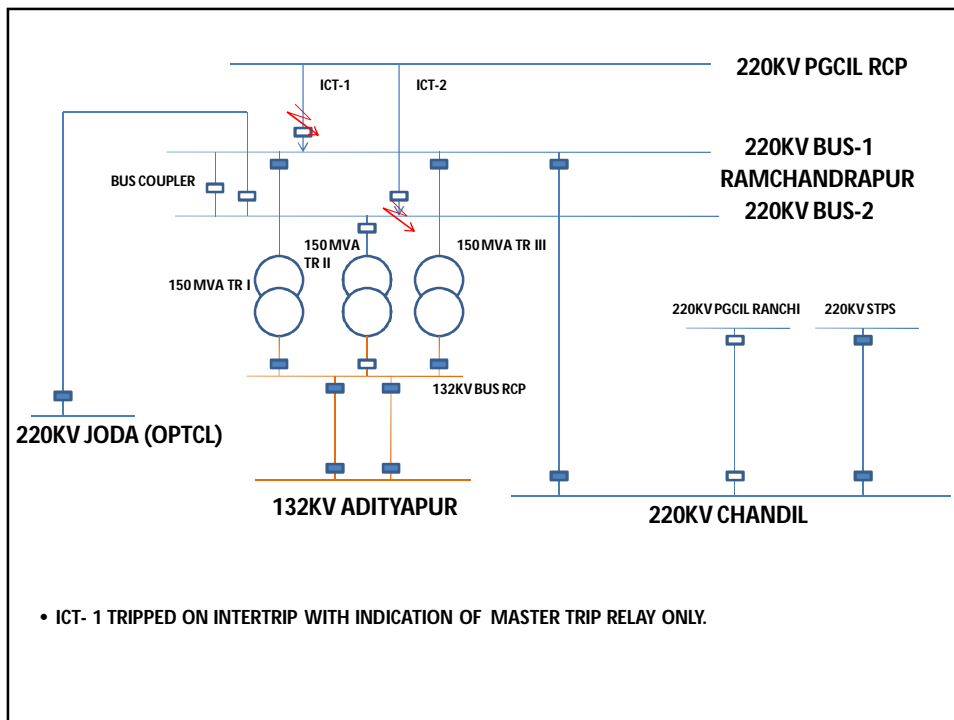 220KV PGCIL RCP
ICT-1
ICT-2
220KV BUS-1
BUS COUPLER
RAMCHANDRAPUR
220KV BUS-2
150 MVA
TR II
150 MVA TR III
150 MVA TR I
220KV PGCIL RANCHI
220KV STPS
132KV BUS RCP
220KV JODA (OPTCL)
132KV ADITYAPUR
220KV CHANDIL
• ICT- 1 TRIPPED ON INTERTRIP WITH INDICATION OF MASTER TRIP RELAY ONLY.